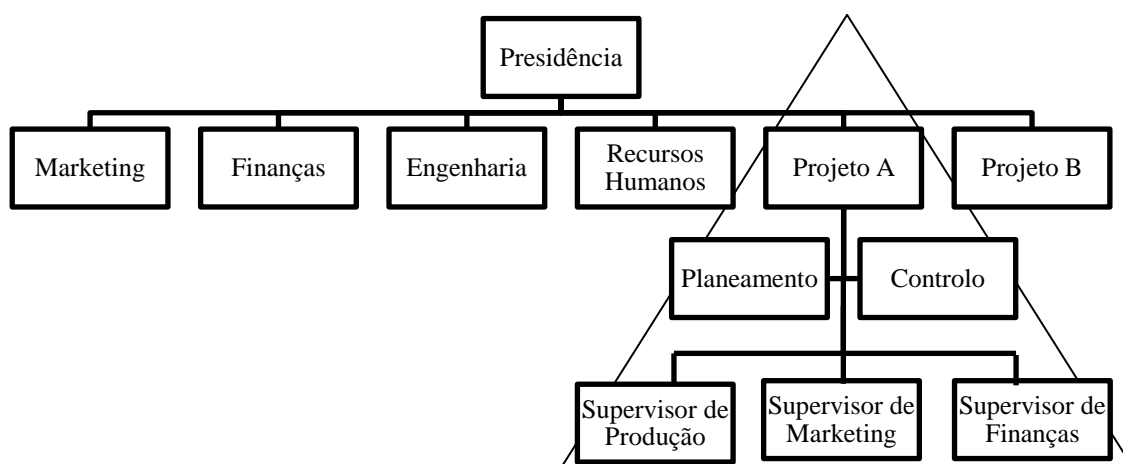 Presidência
Marketing
Finanças
Engenharia
Recursos
Humanos
Projeto A
Projeto B
Planeamento
Controlo
Supervisor de
Produção
Supervisor de
Marketing
Supervisor de
Finanças